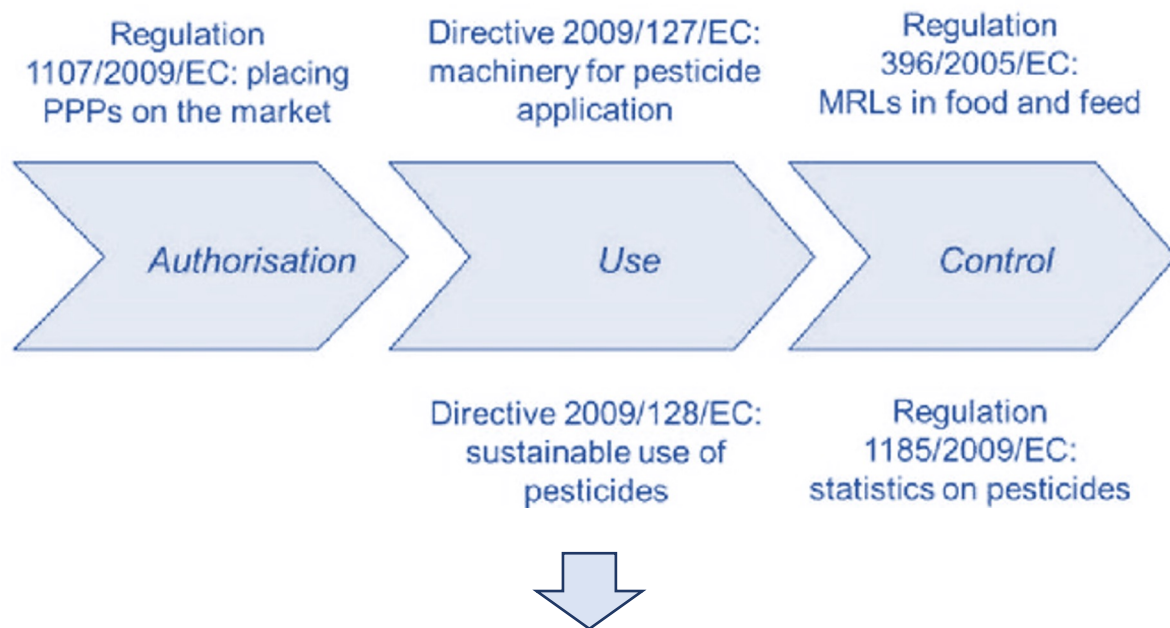 Regulation
1107/2009/EC: placing
PPPs on the market
Directive 2009/127/EC:
machinery for pesticide
application
Regulation
396/2005/EC:
MRLs in food and feed
Authorisation
Use
Control
Directive 2009/128/EC:
sustainable use of
pesticides
Regulation
1185/2009/EC:
statistics on pesticides